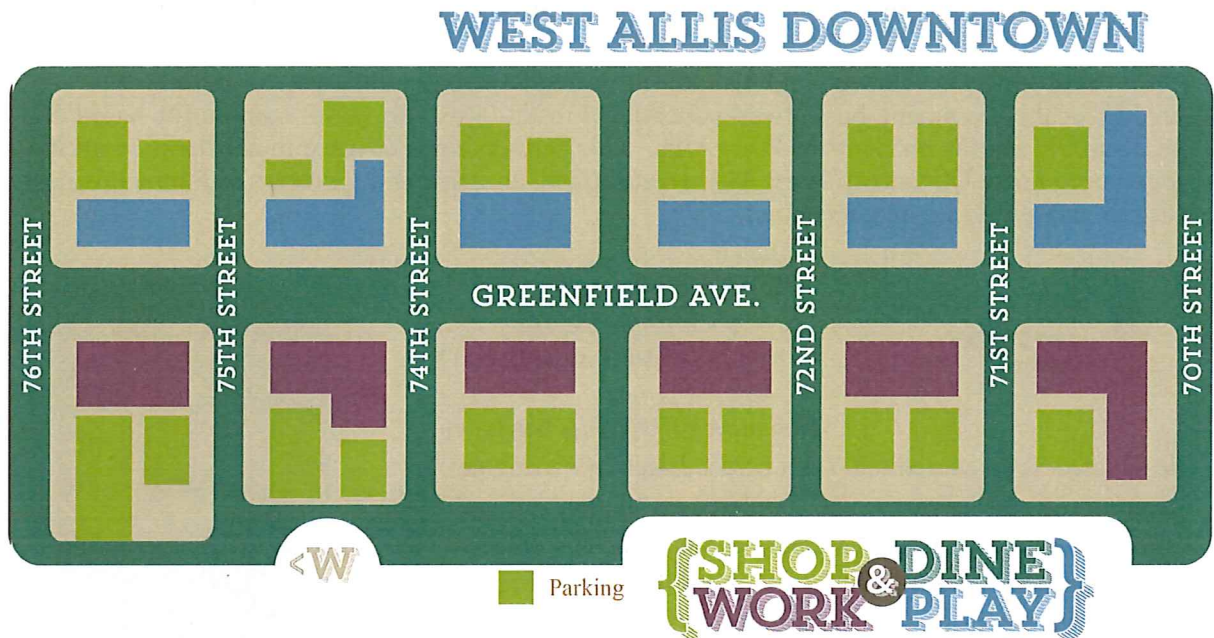 WEST ALLIS DOWNTOWN
76TH STREET
75TH STREET
74TH STREET
GREENFIELD AVE.
72ND STREET
71ST STREET
70TH STREET
<W
Parking
{SHOP & DINE
WORK PLAY}